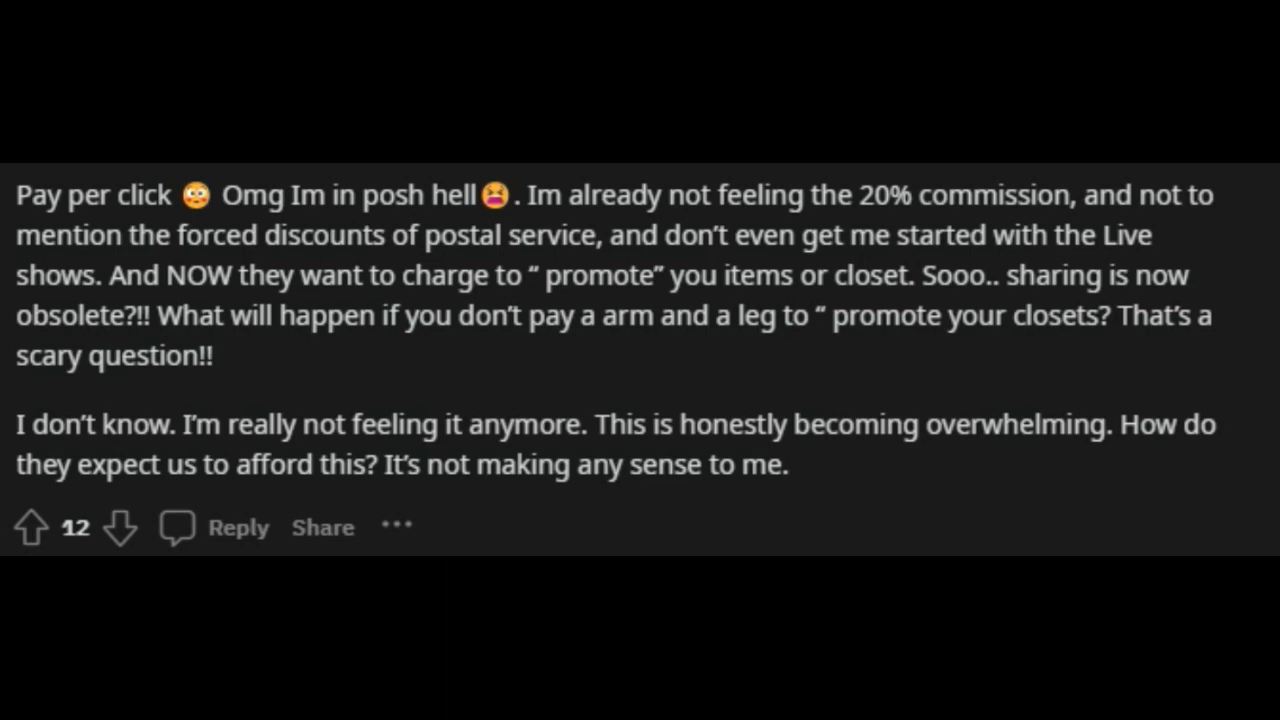 Pay per click 😳 Omg Im in posh hell😫. Im already not feeling the 20% commission, and not to
mention the forced discounts of postal service, and don’t even get me started with the Live
shows. And NOW they want to charge to “ promote” you items or closet. Sooo.. sharing is now
obsolete?!! What will happen if you don’t pay a arm and a leg to “ promote your closets? That’s a
scary question!!
I don’t know. I’m really not feeling it anymore. This is honestly becoming overwhelming. How do
they expect us to afford this? It’s not making any sense to me.
12 Reply Share •••